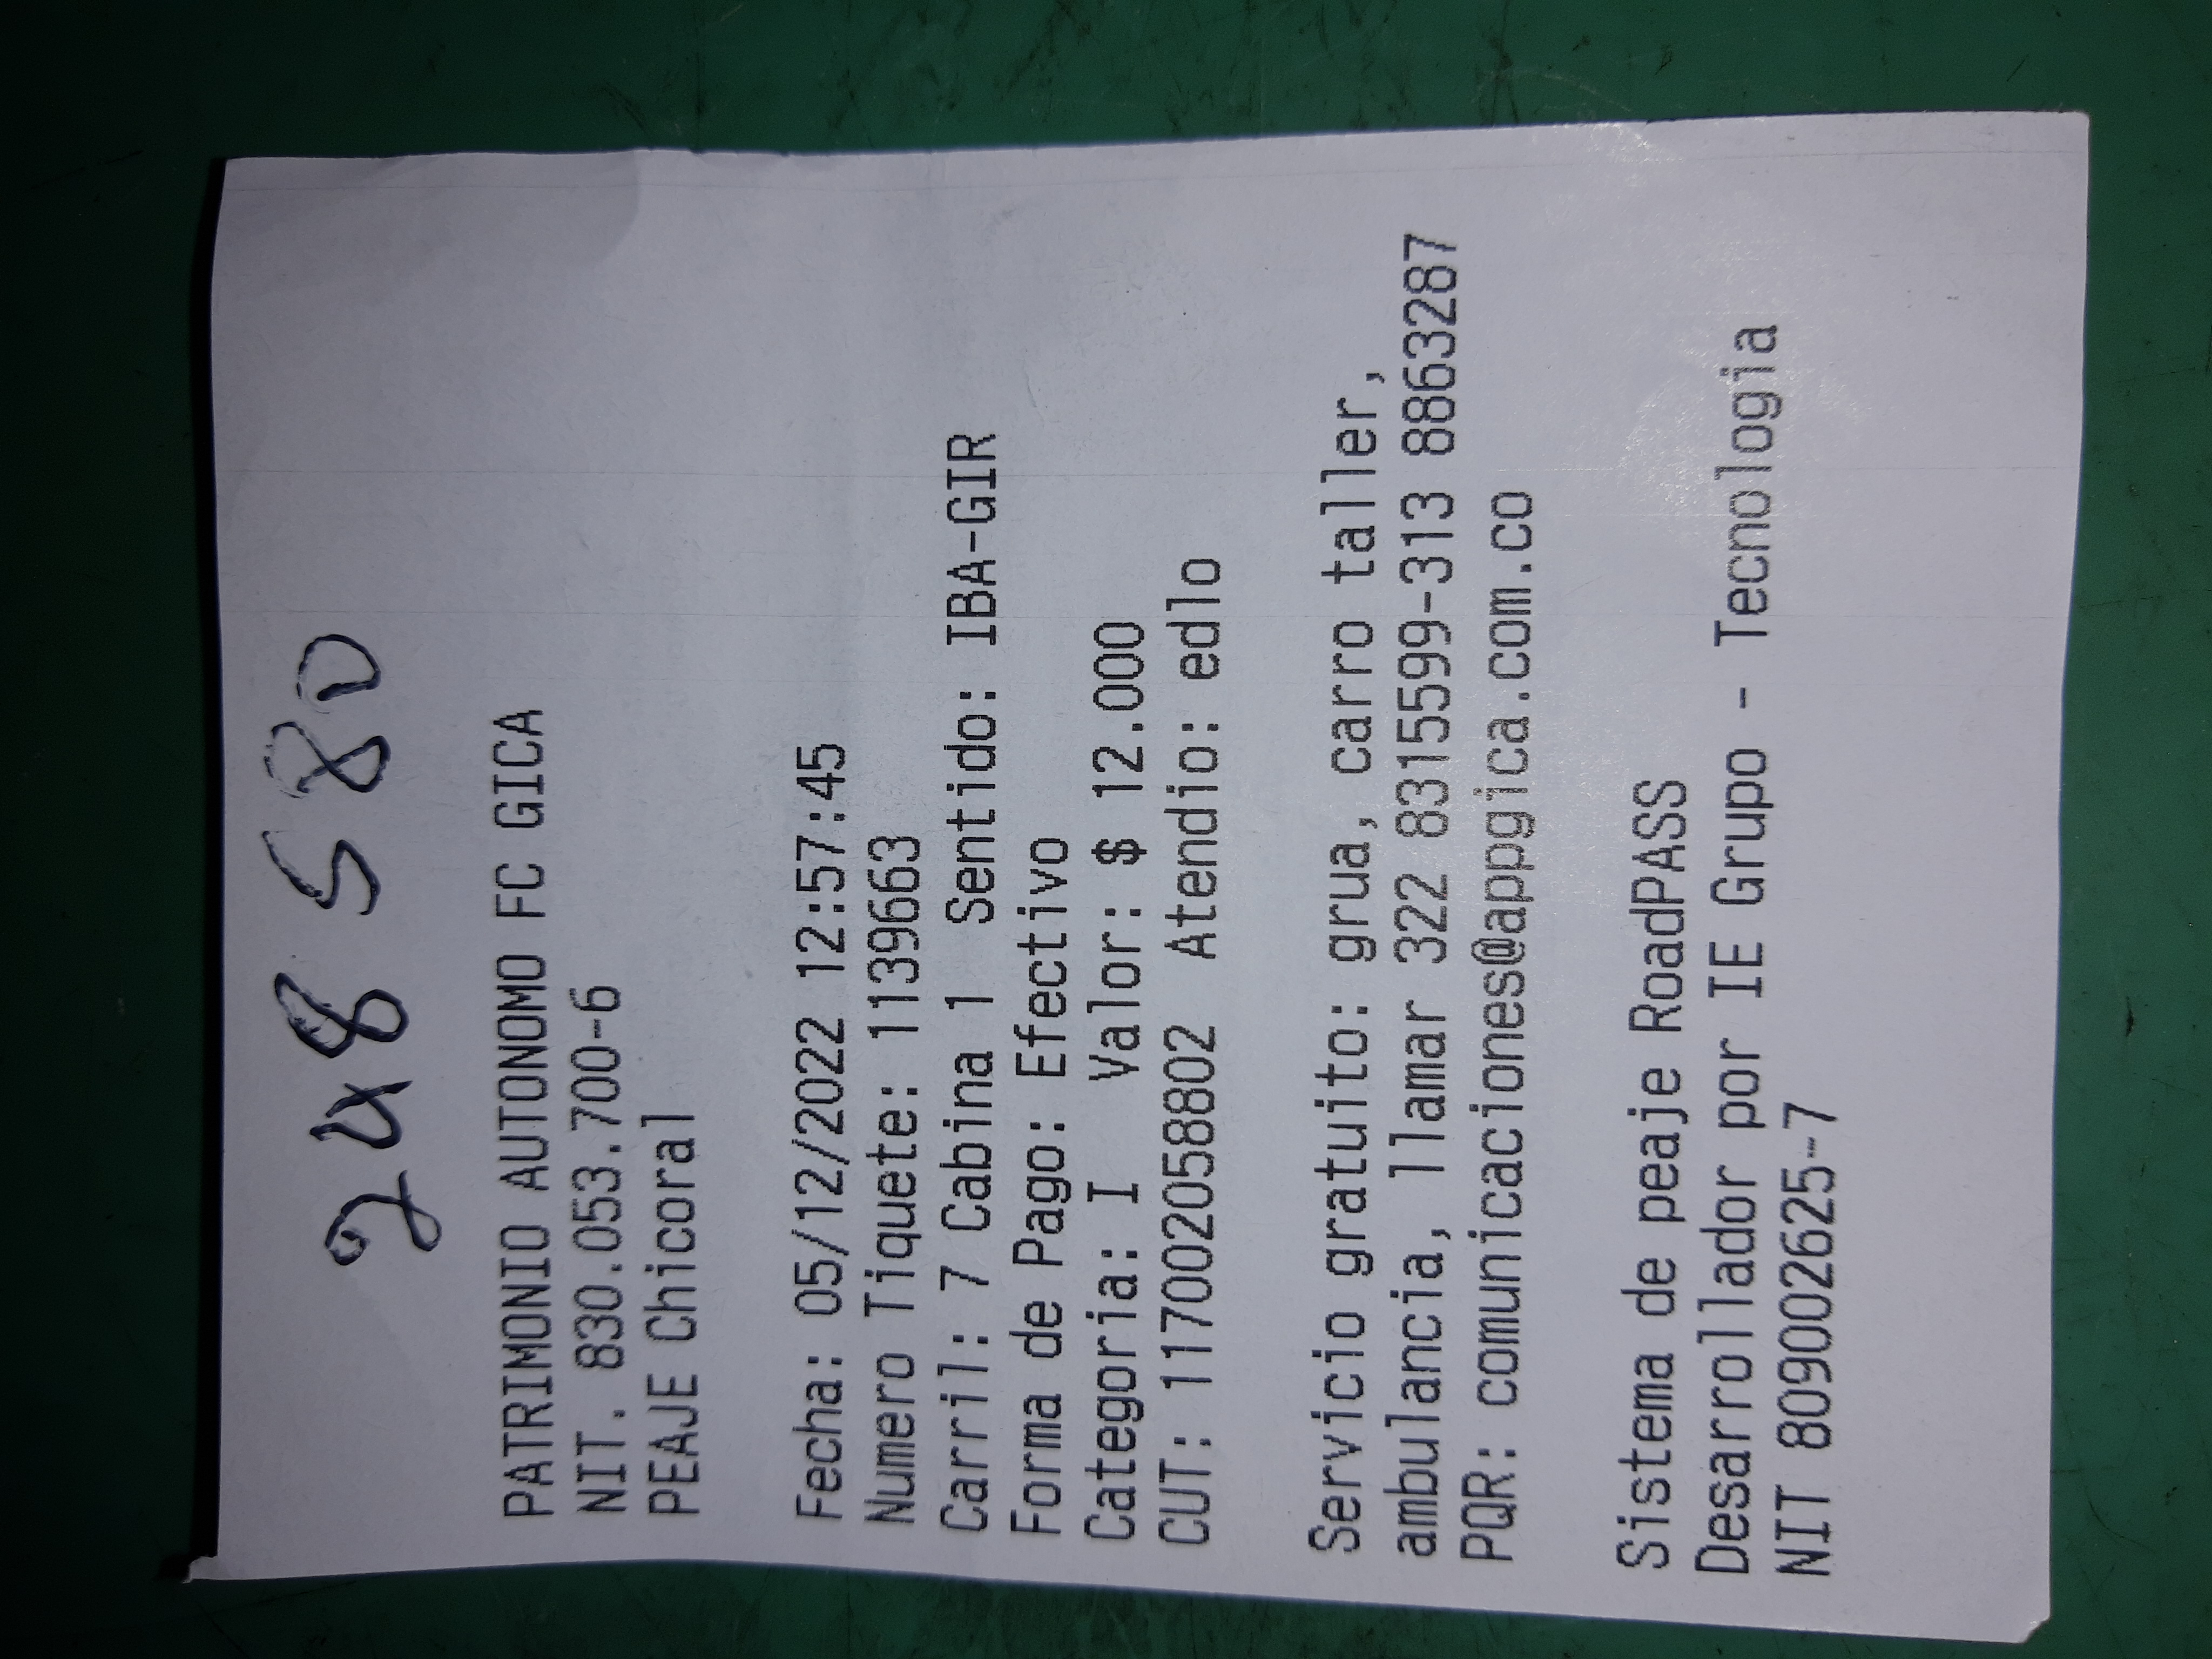 248580
PATRIMONIO AUTONOMO FC GICA
NIT. 830.053.700-6
PEAJE Chicoral
Fecha: 05/12/2022 12:57:45
Numero Tiquete: 1139663
Carril: 7 Cabina 1 Sentido: IBA-GIR
Forma de Pago: Efectivo
Categoria: I Valor: $ 12.000
CUT: 1170020588802 Atendio: edlo
Servicio gratuito: grua, carro taller,
ambulancia, llamar 322 8315599-313 8863287
PQR: comunicaciones@appgica.com.co
Sistema de peaje RoadPASS
Desarrollador por IE Grupo - Tecnologia
NIT 809002625-7